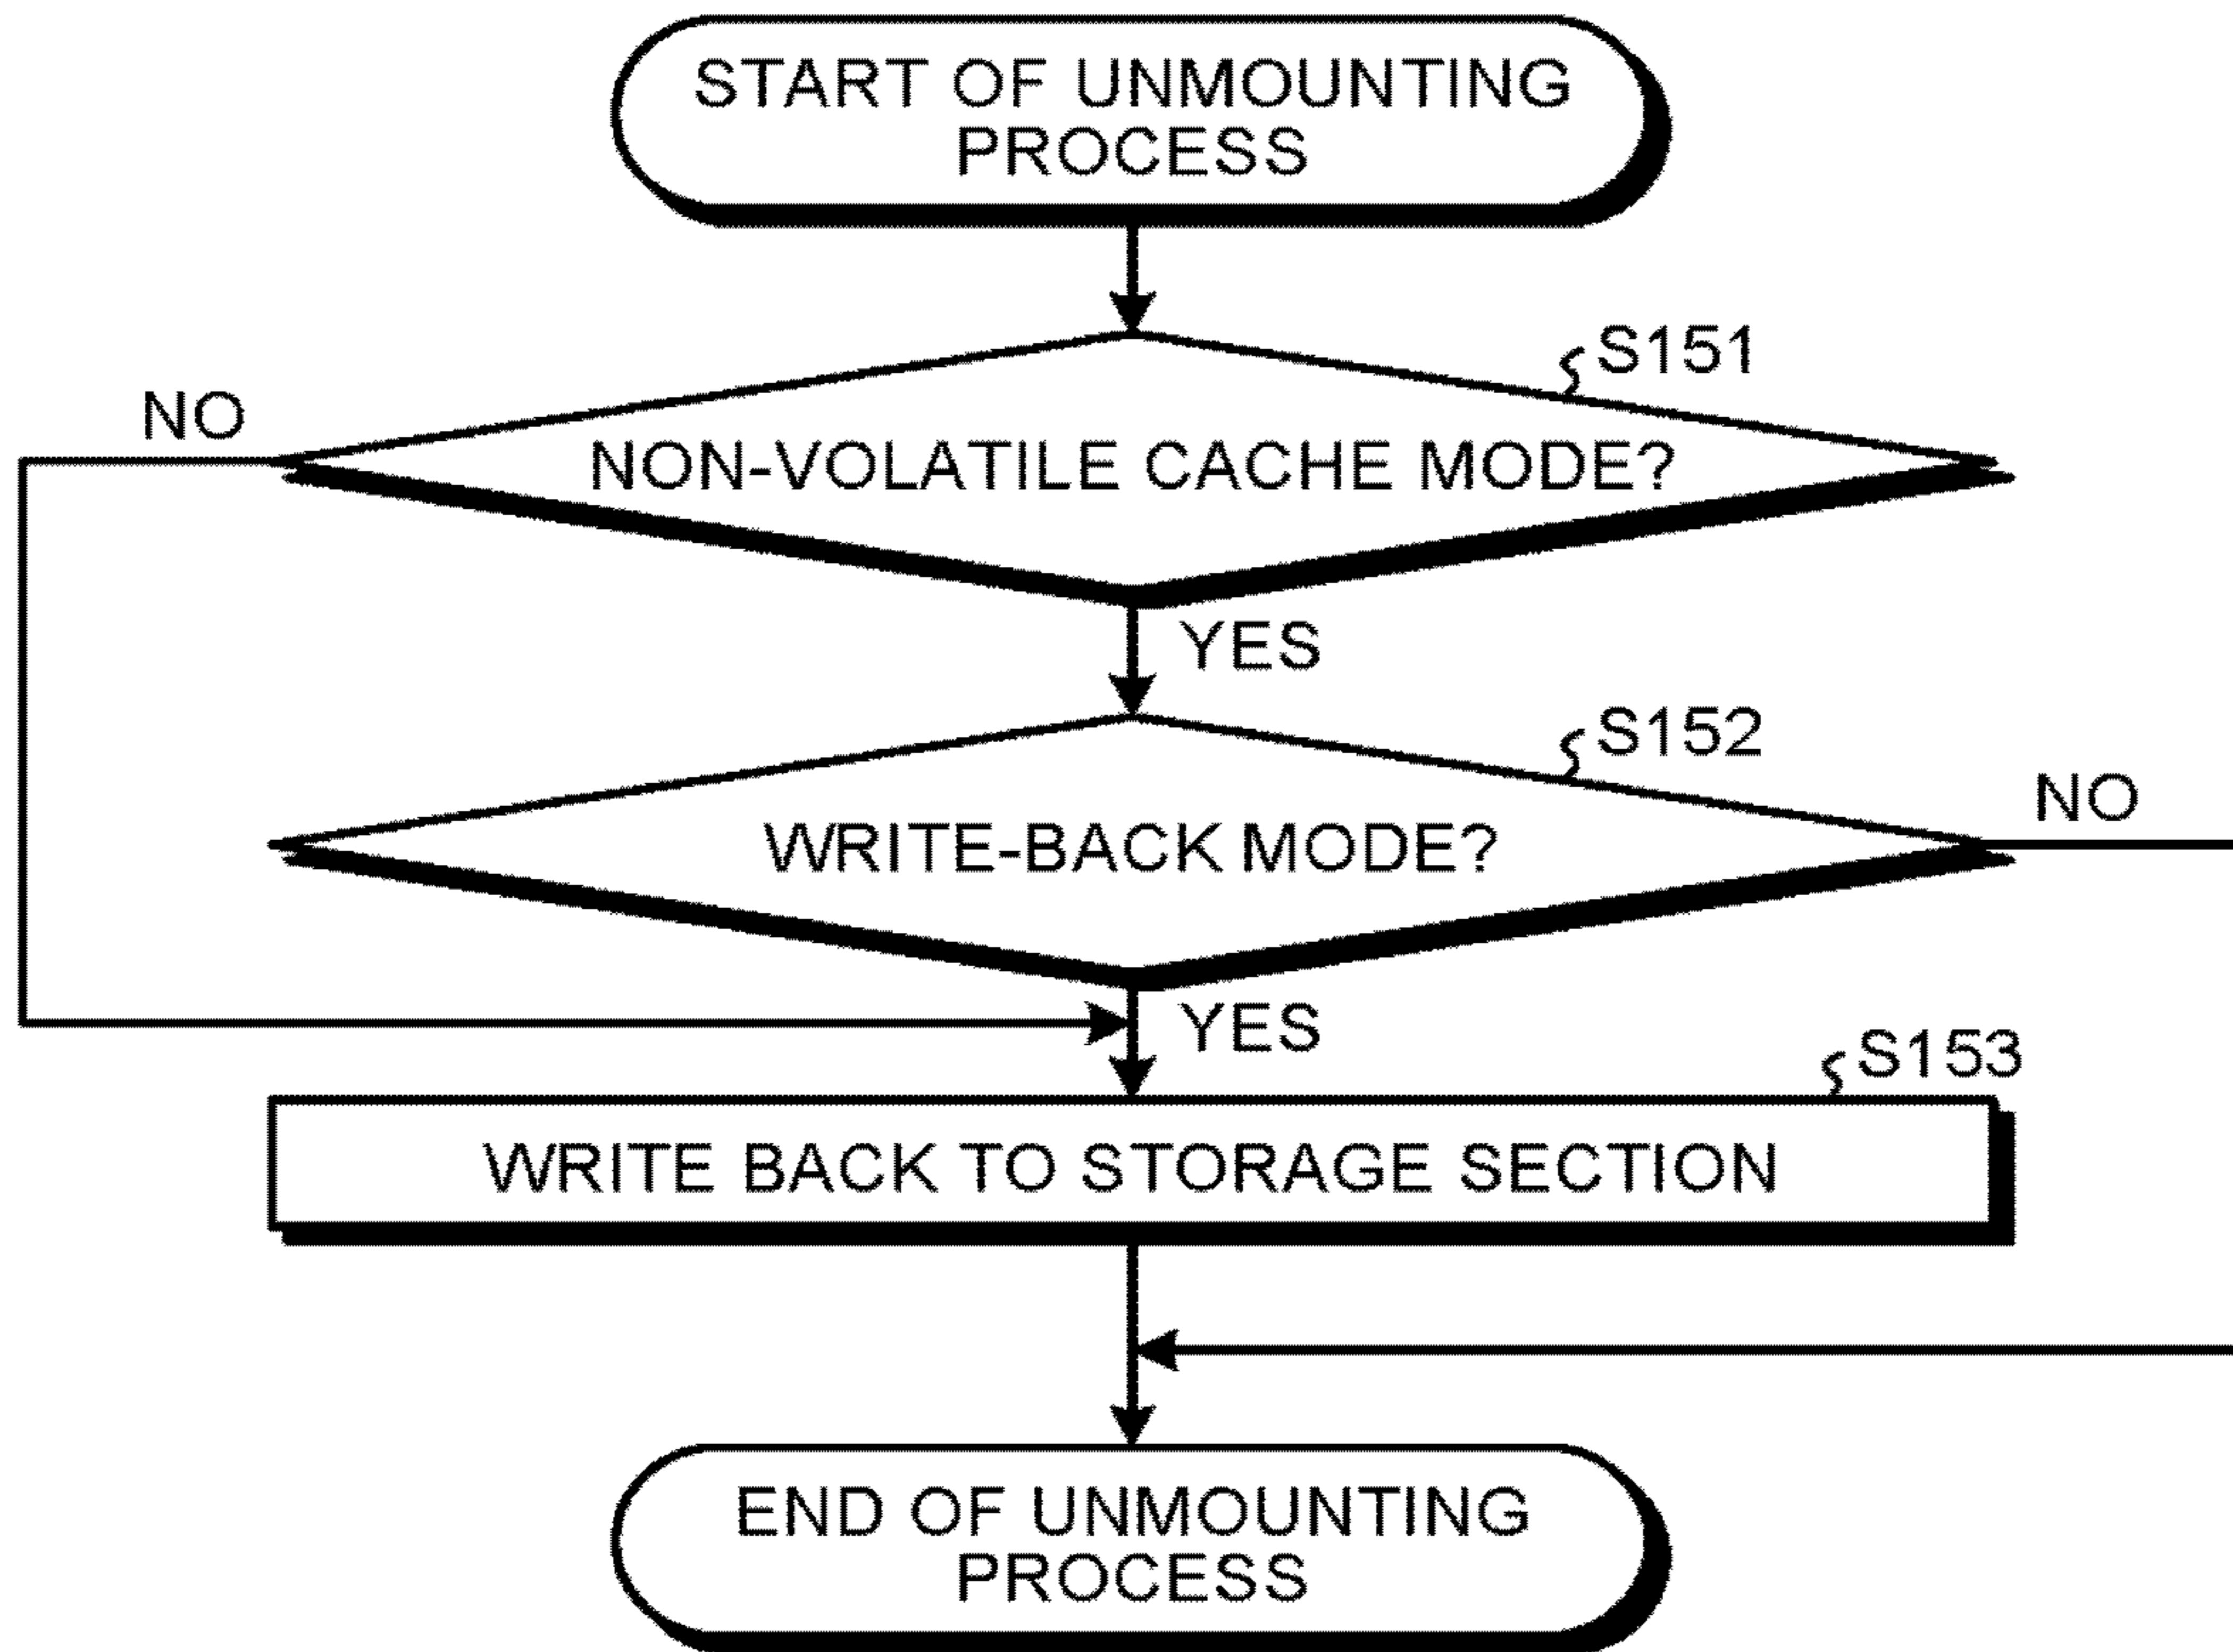 START OF UNMOUNTING
PROCESS
S151
NO
NON-VOLATILE CACHE MODE?
YES
S152
NO
WRITE-BACK MODE?
YES
S153
WRITE BACK TO STORAGE SECTION
END OF UNMOUNTING
PROCESS